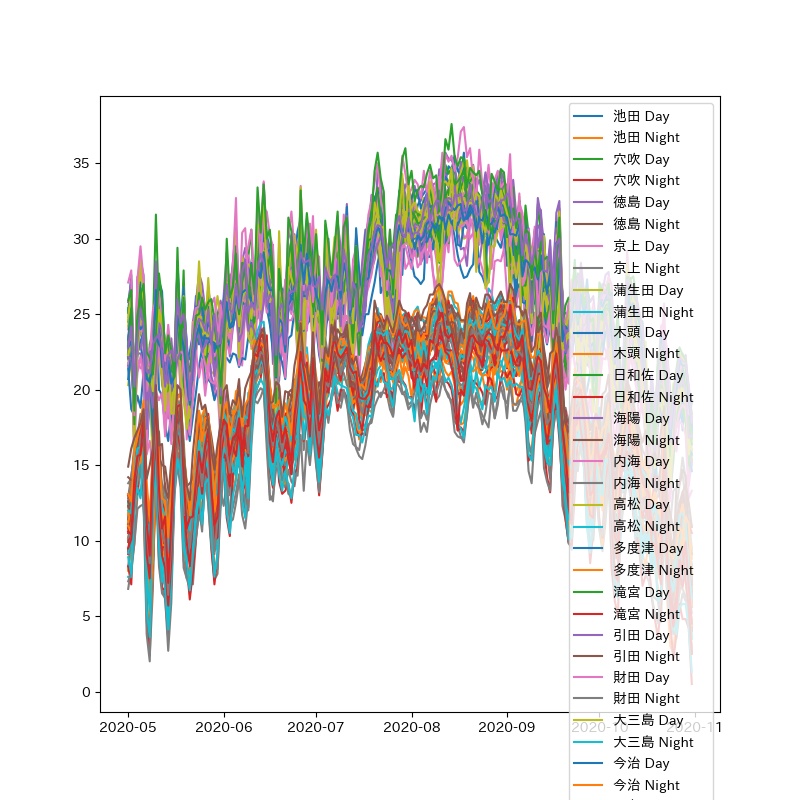 35
30
25
20
15
10
5
0
2020-05 2020-06 2020-07 2020-08 2020-09 2020-10 2020-11
池田 Day
池田 Night
穴吹 Day
穴吹 Night
徳島 Day
徳島 Night
京上 Day
京上 Night
蒲生田 Day
蒲生田 Night
木頭 Day
木頭 Night
日和佐 Day
日和佐 Night
海陽 Day
海陽 Night
内海 Day
内海 Night
高松 Day
高松 Night
多度津 Day
多度津 Night
滝宮 Day
滝宮 Night
引田 Day
引田 Night
財田 Day
財田 Night
大三島 Day
大三島 Night
今治 Day
今治 Night